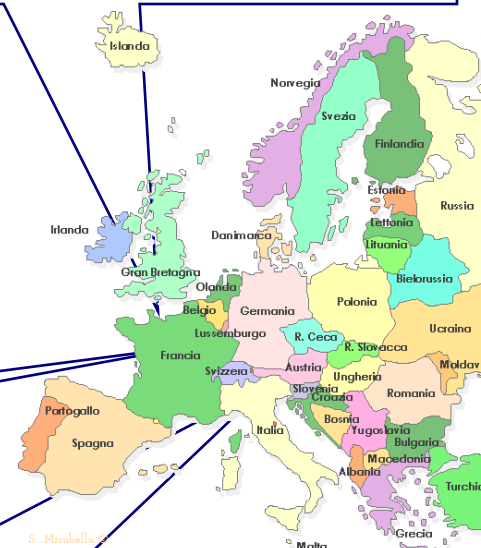 Islanda
Norvegia
Svezia
Finlandia
Estonia
Russia
Lettonia
Irlanda
Danimarca
Lituania
Gran Bretagna
Bielorussia
Olanda
Polonia
Belgio
Germania
Ucraina
Lussemburgo
R. Ceca
R. Slovacca
Francia
Moldav
Svizzera
Austria
Ungheria
Slovenia
Romania
Croazia
Portogallo
Bosnia
Italia
Yugoslavia
Spagna
Bulgaria
Macedonia
Albania
Turchia
Grecia
S. Mirabella
Malta